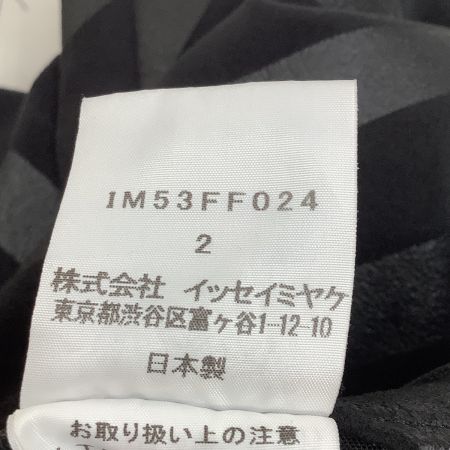 IM53FF024
2
株式会社 イッセイミヤケ
東京都渋谷区富ヶ谷1-12-10
日本製
お取り扱い上の注意